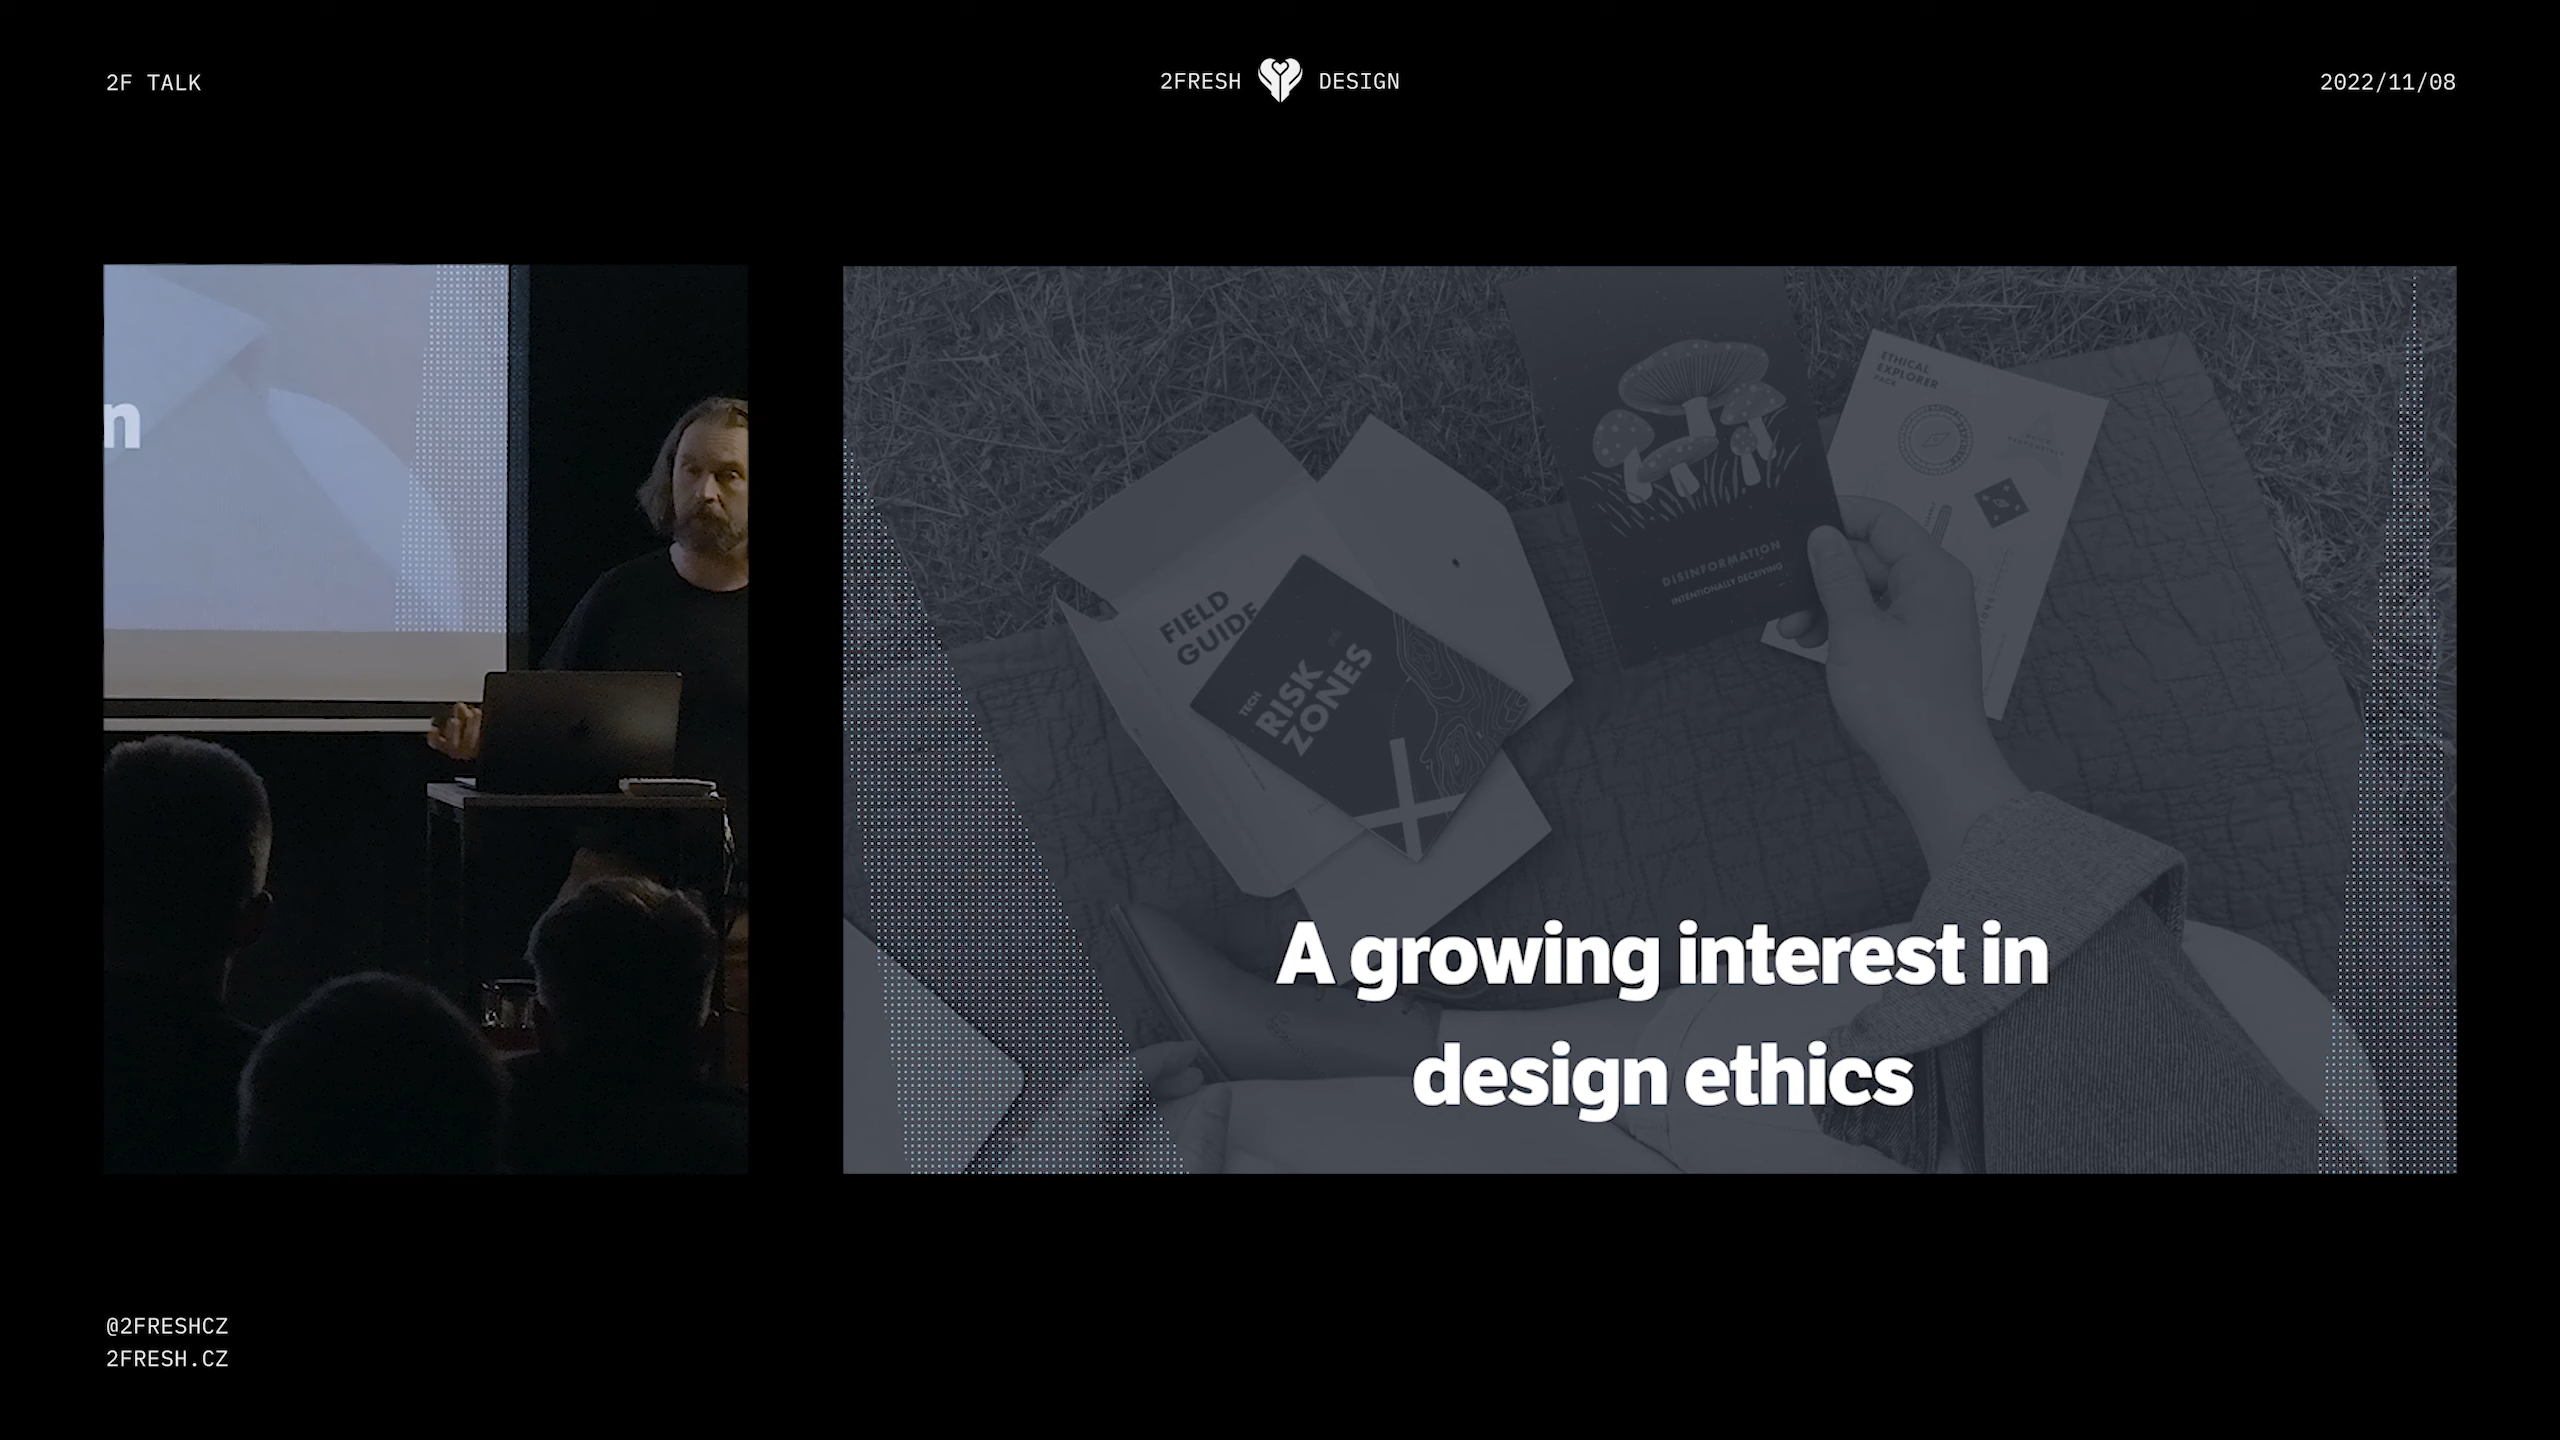 2F TALK
2FRESH DESIGN
2022/11/08
n
ETHICAL
EXPLORER
PACK
DISINFORMATION
INTENTIONALLY DECEIVING
FIELD
GUIDE
TECH
RISK
ZONES
A growing interest in
design ethics
@2FRESHCZ
2FRESH.CZ